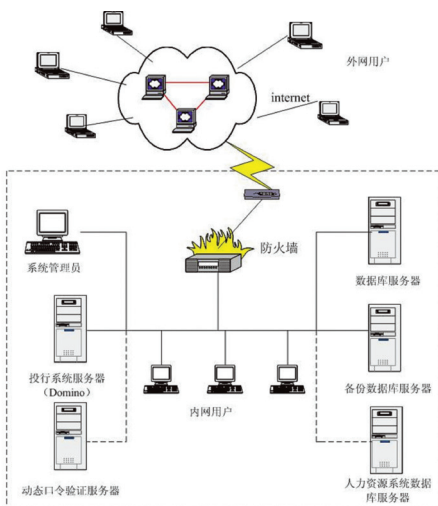 外网用户
internet
防火墙
系统管理员
数据库服务器
投行系统服务器
（Domino）
备份数据库服务器
内网用户
动态口令验证服务器
人力资源系统数据
库服务器